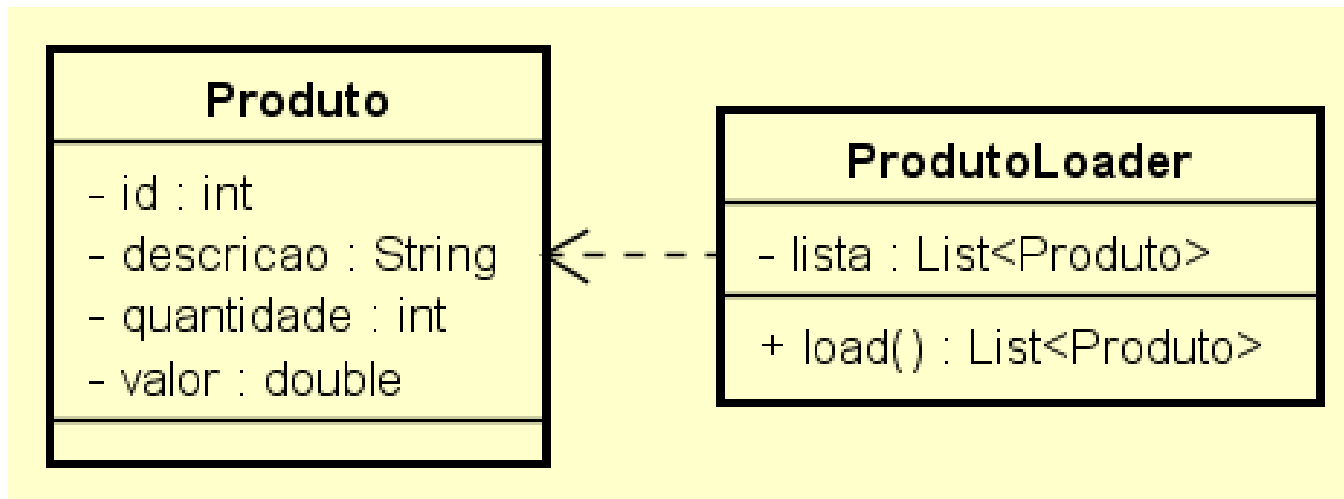 Produto
- id : int
- descricao : String
- quantidade : int
- valor : double
ProdutoLoader
- lista : List<Produto>
+ load() : List<Produto>